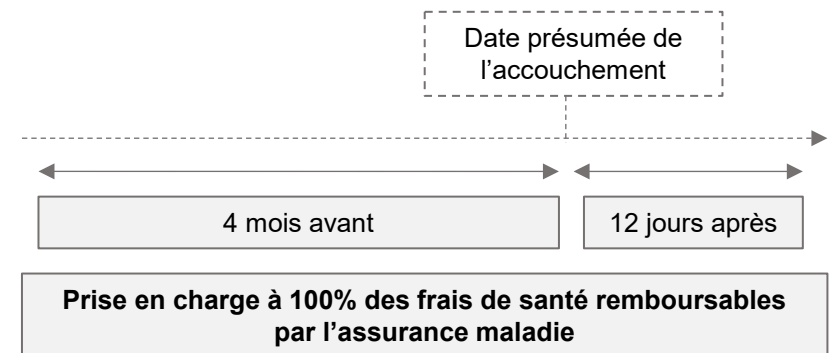 Date présumée de
l’accouchement
4 mois avant
12 jours après
Prise en charge à 100% des frais de santé remboursables
par l’assurance maladie